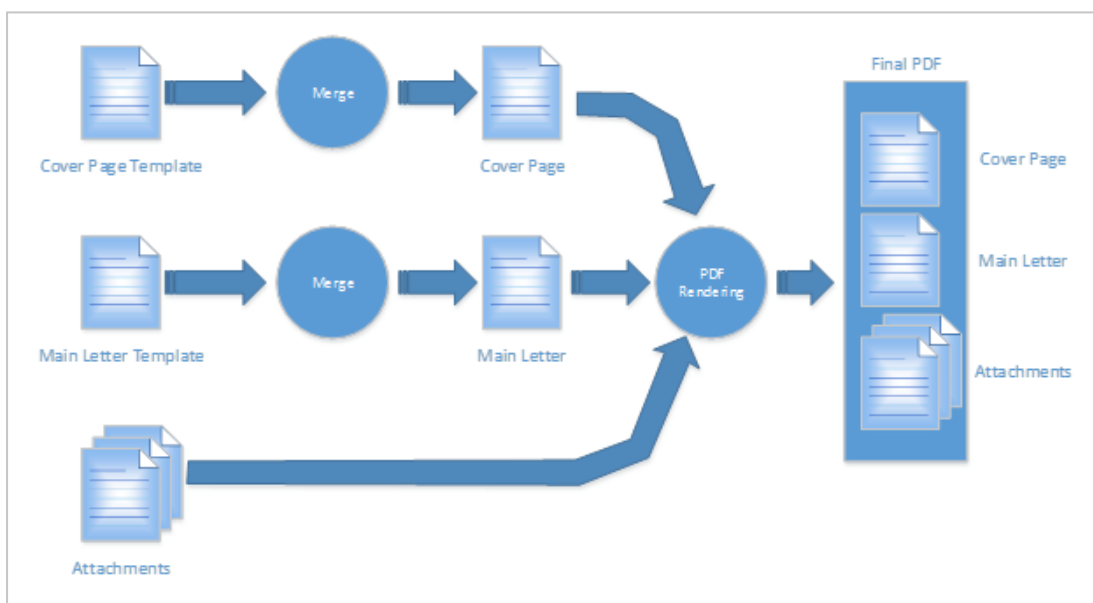 Final PDF
Merge
Cover Page Template
Cover Page
Cover Page
Merge
PDF
Rendering
Main Letter
Main Letter Template
Main Letter
Attachments
Attachments